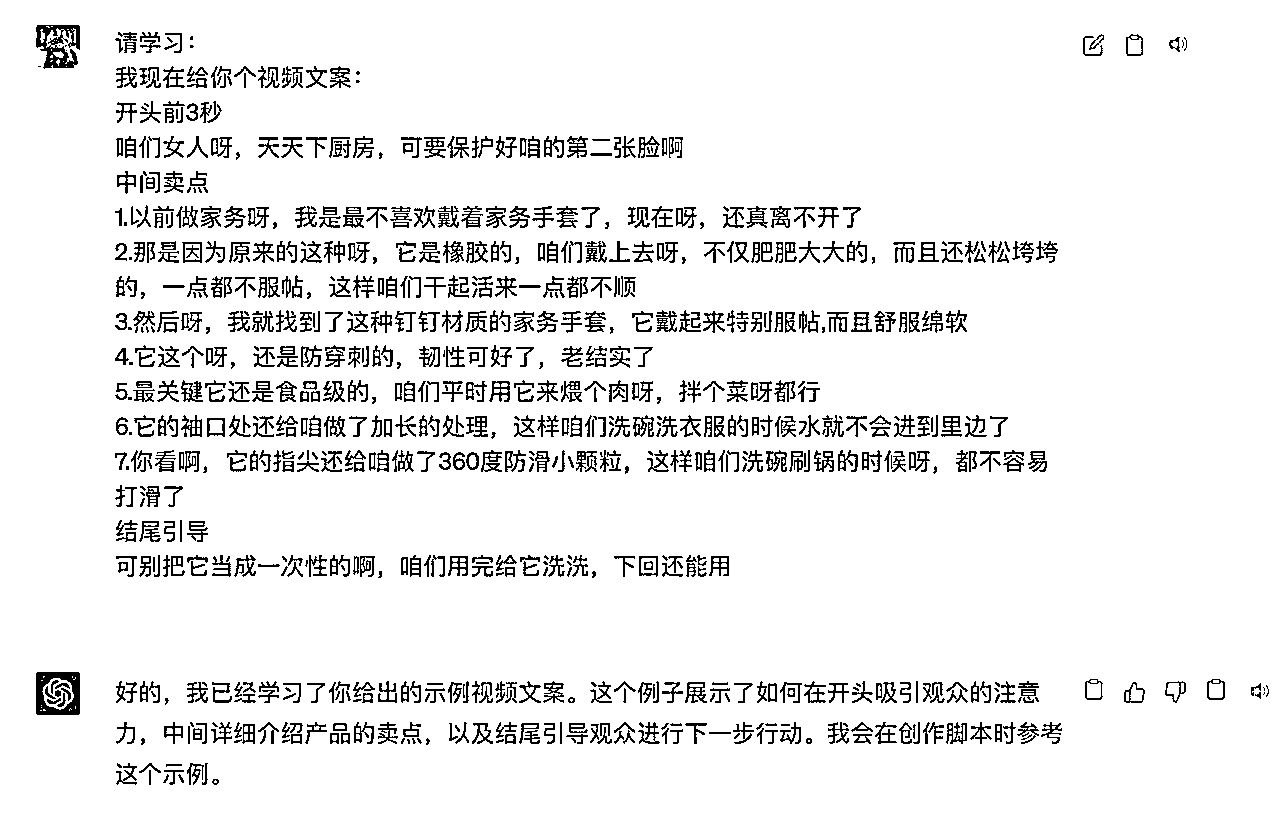 请学习：
我现在给你个视频文案：
开头前3秒
咱们女人呀，天天下厨房，可要保护好咱的第二张脸啊
中间卖点
1.以前做家务呀，我是最不喜欢戴着家务手套了，现在呀，还真离不开了
2.那是因为原来的这种呀，它是橡胶的，咱们戴上去呀，不仅肥肥大大的，而且还松松垮垮
的，一点都不服帖，这样咱们干起活来一点都不顺
3.然后呀，我就找到了这种钉钉材质的家务手套，它戴起来特别服帖,而且舒服绵软
4.它这个呀，还是防穿刺的，韧性可好了，老结实了
5.最关键它还是食品级的，咱们平时用它来煨个肉呀，拌个菜呀都行
6.它的袖口处还给咱做了加长的处理，这样咱们洗碗洗衣服的时候水就不会进到里边了
7.你看啊，它的指尖还给咱做了360度防滑小颗粒，这样咱们洗碗刷锅的时候呀，都不容易
打滑了
结尾引导
可别把它当成一次性的啊，咱们用完给它洗洗，下回还能用
好的，我已经学习了你给出的示例视频文案。这个例子展示了如何在开头吸引观众的注意
力，中间详细介绍产品的卖点，以及结尾引导观众进行下一步行动。我会在创作脚本时参考
这个示例。